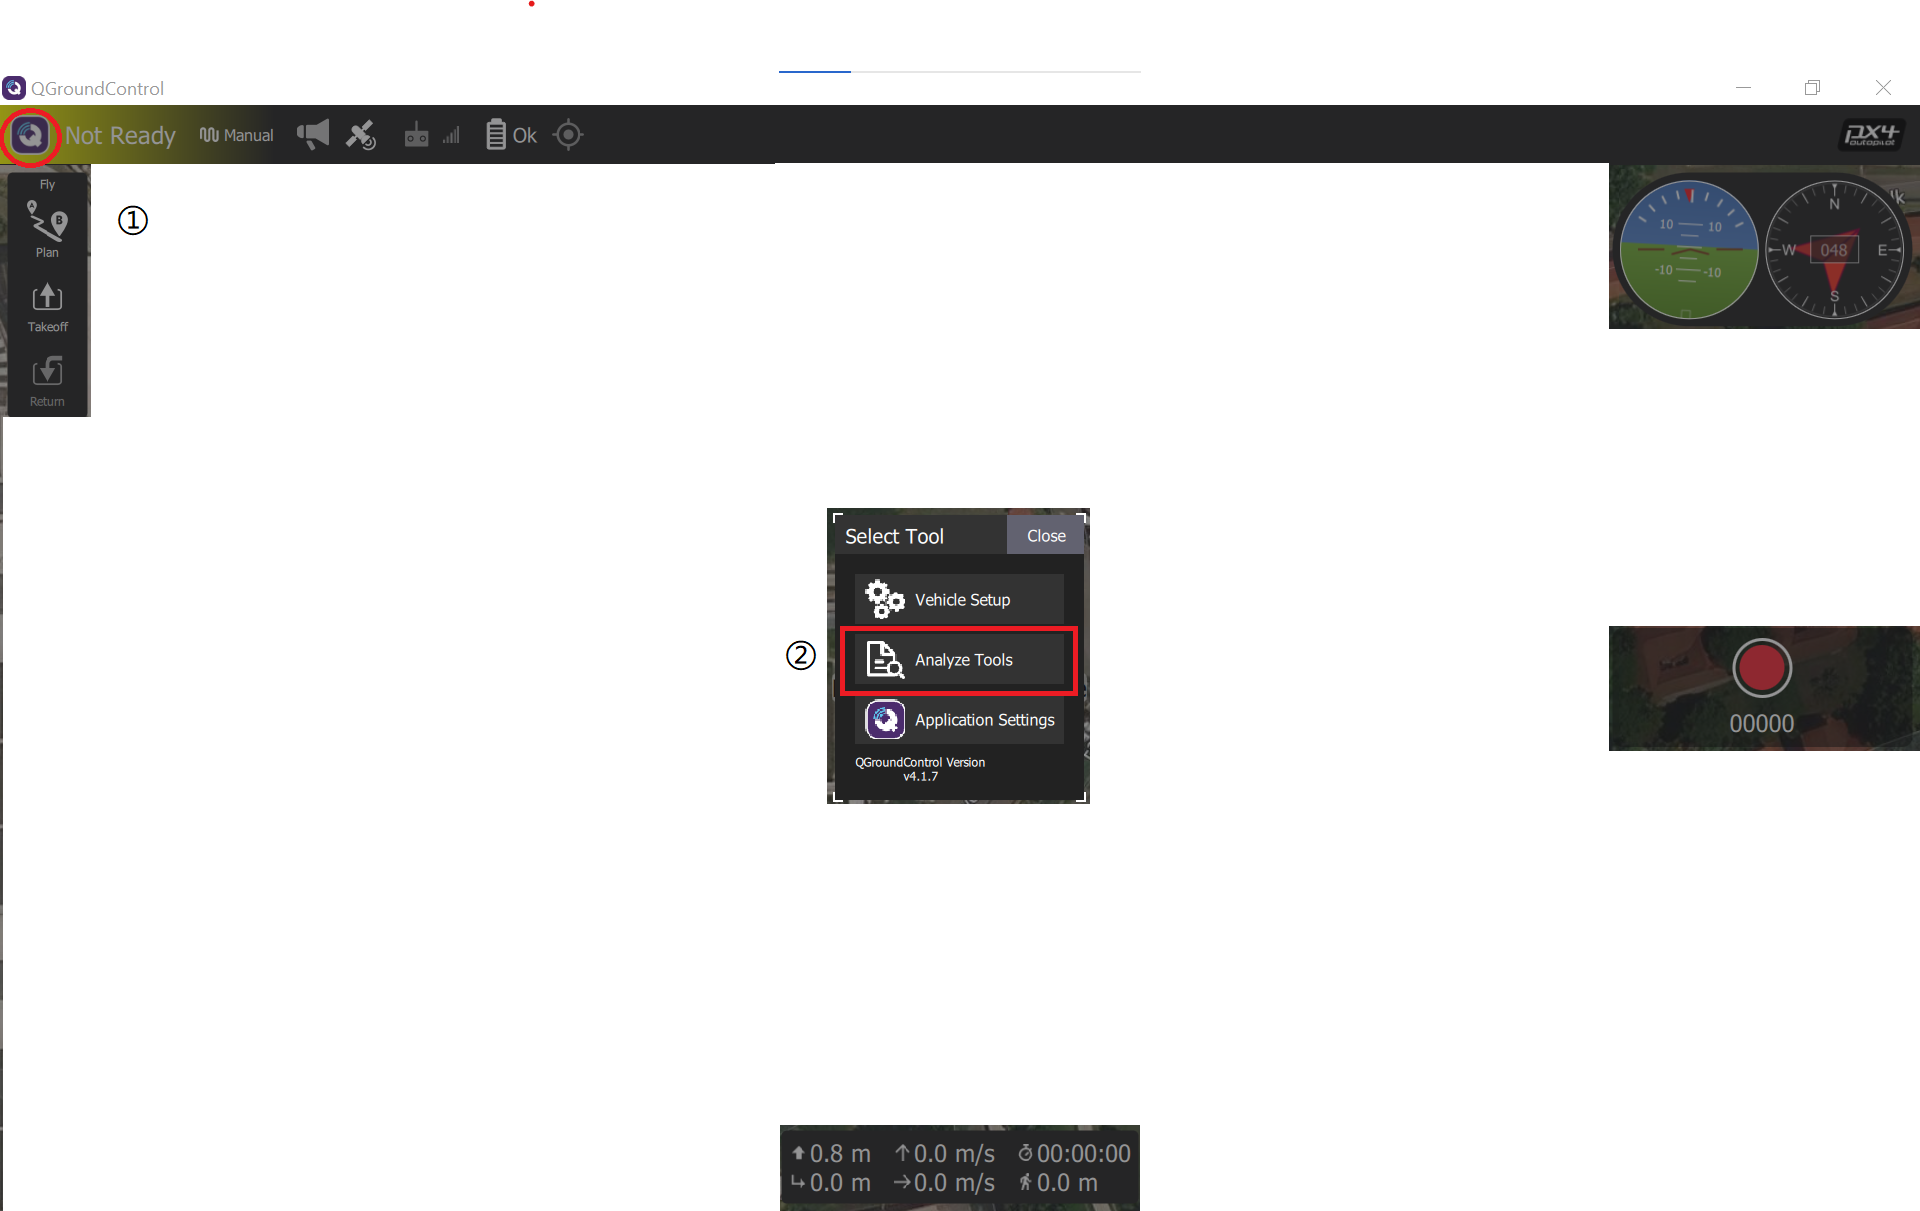 QGroundControl
Not Ready Manual Ok
px4
autopilot
Fly
①
Plan
Takeoff
Return
10 10
-10 -10
N
W 048 E
S
Select Tool Close
Vehicle Setup
② Analyze Tools
Application Settings
QGroundControl Version
v4.1.7
00000
0.8 m 0.0 m/s 00:00:00
0.0 m 0.0 m/s 0.0 m